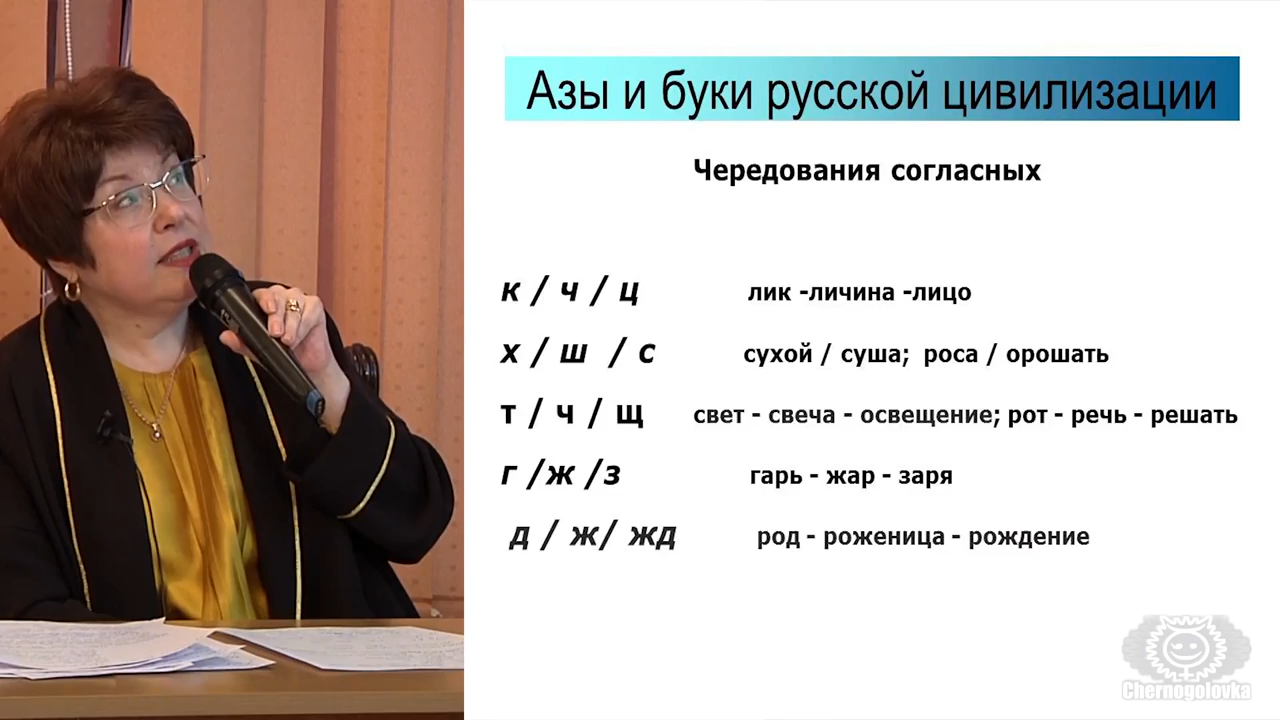 Азы и буки русской цивилизации
Чередования согласных
к / ч / ц лик -личина -лицо
х / ш / с сухой / суша; роса / орошать
т / ч / щ свет - свеча - освещение; рот - речь - решать
г /ж /з гарь - жар - заря
д / ж/ жд род - роженица - рождение
Chernogolovka